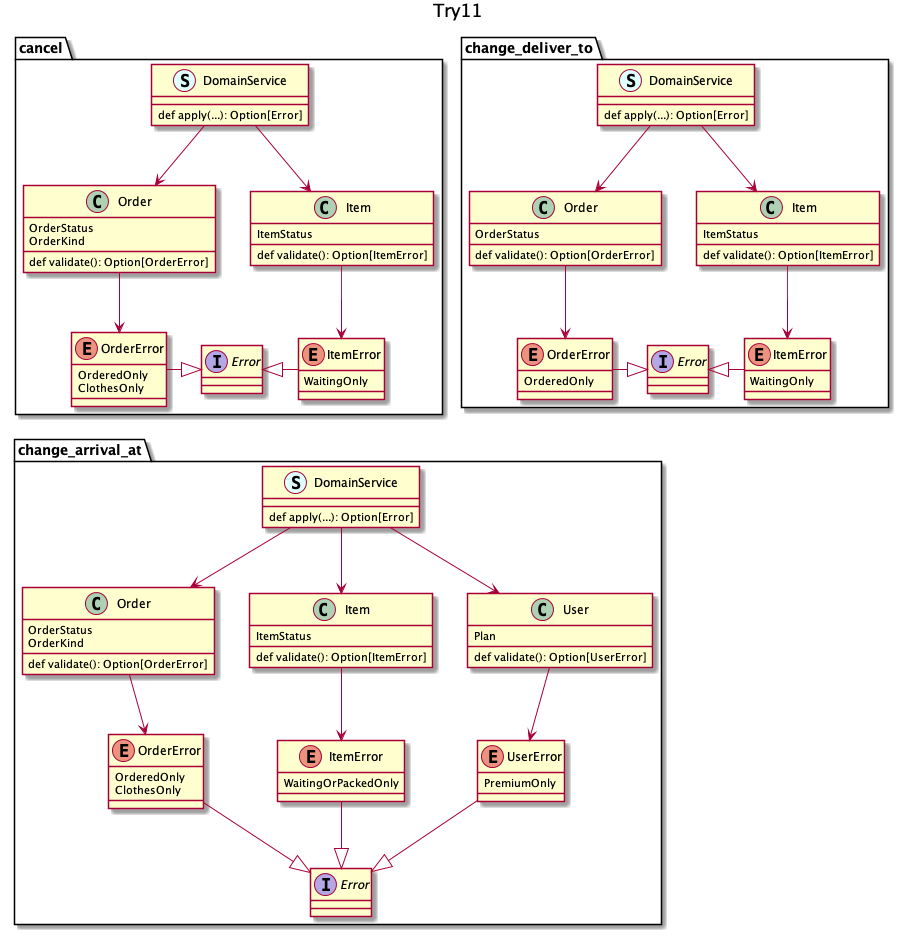 Try11
cancel
S DomainService
def apply(...): Option[Error]
C Order
OrderStatus
OrderKind
def validate(): Option[OrderError]
C Item
ItemStatus
def validate(): Option[ItemError]
E OrderError
OrderedOnly
ClothesOnly
I Error
E ItemError
WaitingOnly
change_deliver_to
S DomainService
def apply(...): Option[Error]
C Order
OrderStatus
def validate(): Option[OrderError]
C Item
ItemStatus
def validate(): Option[ItemError]
E OrderError
OrderedOnly
I Error
E ItemError
WaitingOnly
change_arrival_at
S DomainService
def apply(...): Option[Error]
C Order
OrderStatus
OrderKind
def validate(): Option[OrderError]
C Item
ItemStatus
def validate(): Option[ItemError]
C User
Plan
def validate(): Option[UserError]
E OrderError
OrderedOnly
ClothesOnly
E ItemError
WaitingOrPackedOnly
E UserError
PremiumOnly
I Error